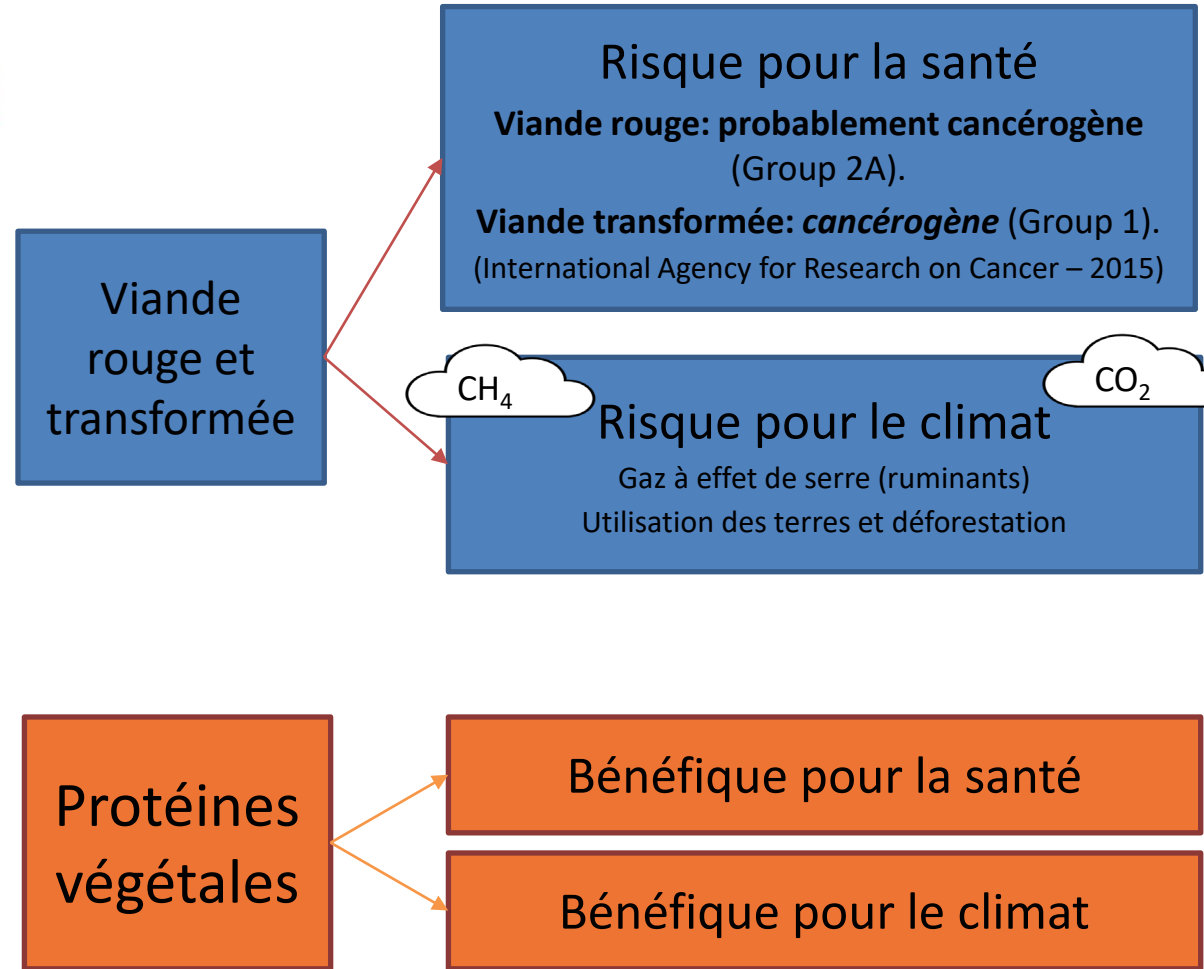 Viande
rouge et
transformée
Risque pour la santé
Viande rouge: probablement cancérogène
(Group 2A).
Viande transformée: cancérogène (Group 1).
(International Agency for Research on Cancer – 2015)
CH₄
CO₂
Risque pour le climat
Gaz à effet de serre (ruminants)
Utilisation des terres et déforestation
Protéines
végétales
Bénéfique pour la santé
Bénéfique pour le climat